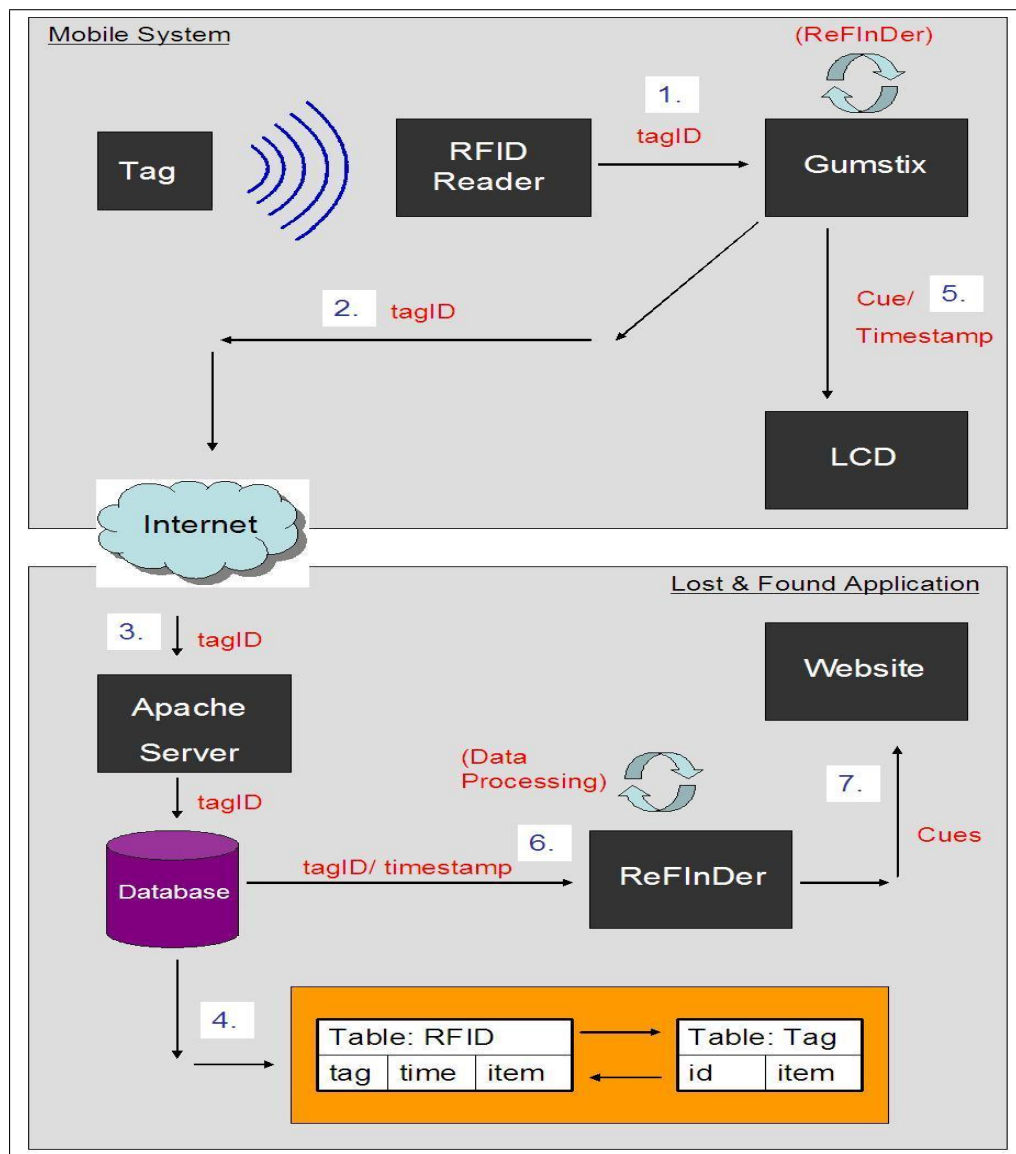 Mobile System
(ReFInDer)
1.
tagID
Tag
RFID
Reader
Gumstix
2. tagID
Cue/ 5.
Timestamp
LCD
Internet
Lost & Found Application
3. tagID
Website
Apache
Server
(Data
Processing)
7.
tagID
Cues
6.
tagID/ timestamp
Database
ReFInDer
4.
Table: RFID
tag time item
Table: Tag
id item